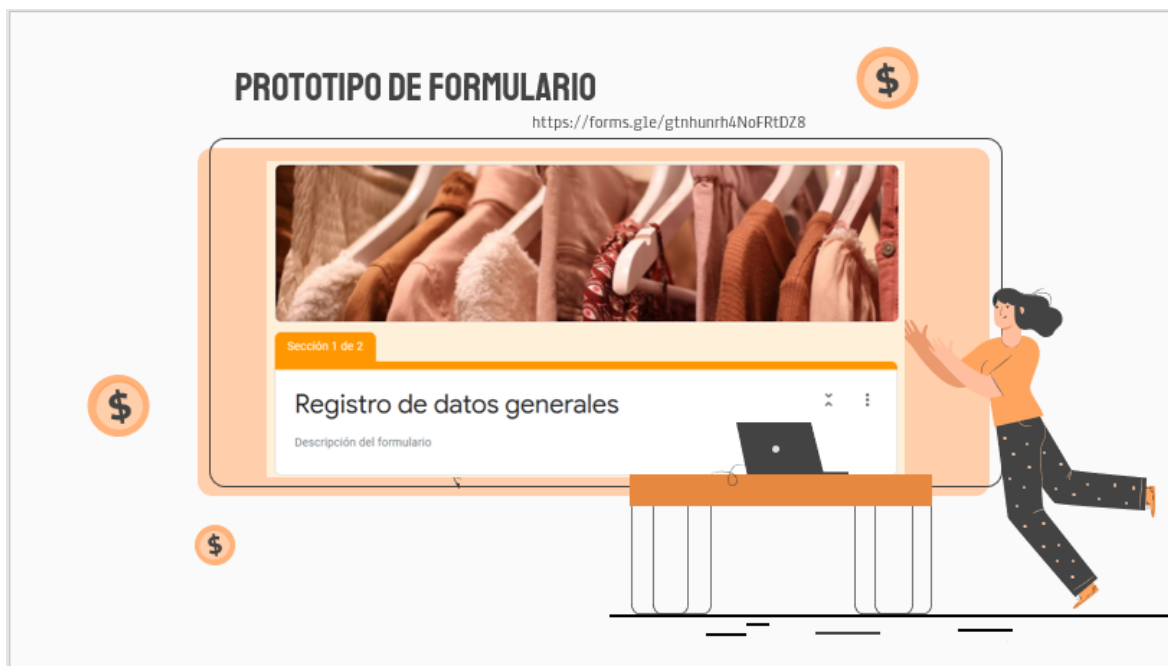 PROTOTIPO DE FORMULARIO
$
https://forms.gle/gtnhunrh4NoFRtDZ8
Sección 1 de 2
Registro de datos generales
Descripción del formulario
$
$